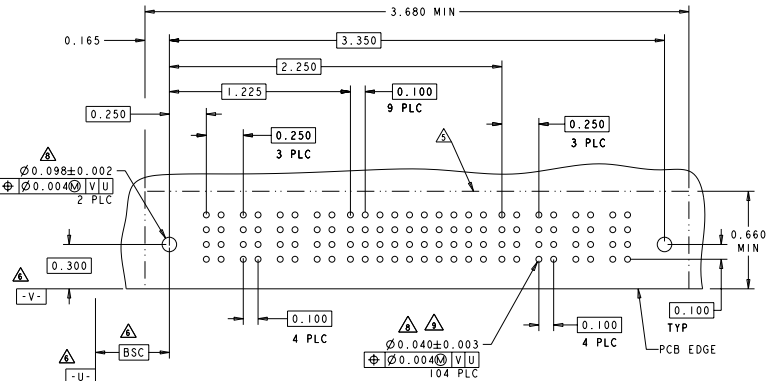 3.680 MIN
0.165
3.350
2.250
1.225
0.100
9 PLC
0.250
0.250
3 PLC
5
0.250
3 PLC
8
Ø0.098±0.002
⌖ Ø0.004Ⓜ V U
2 PLC
0.660
MIN
0.300
6
-V-
0.100
TYP
6
BSC
0.100
4 PLC
8 9
Ø0.040±0.003
⌖ Ø0.004Ⓜ V U
104 PLC
0.100
4 PLC
PCB EDGE
6
-U-